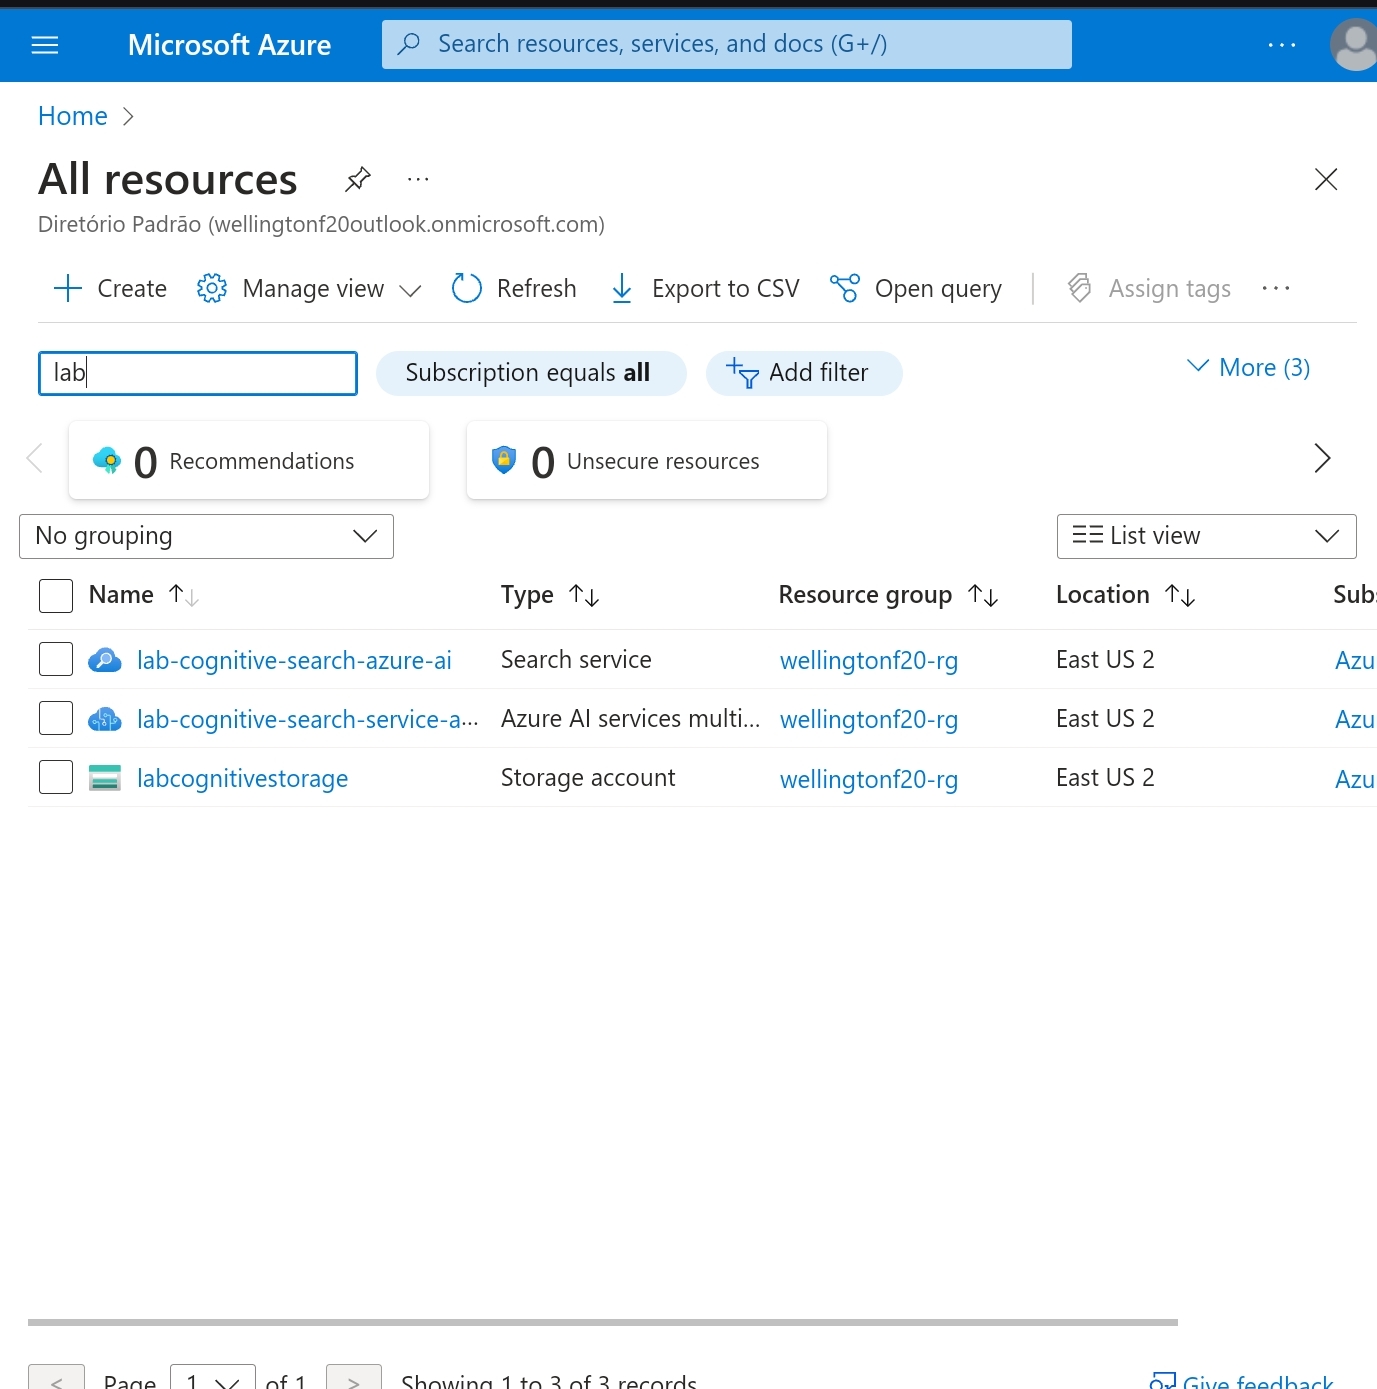 Microsoft Azure
Search resources, services, and docs (G+/)
Home
All resources
Diretório Padrão (wellingtonf20outlook.onmicrosoft.com)
Create
Manage view
Refresh
Export to CSV
Open query
Assign tags
lab
Subscription equals all
Add filter
More (3)
0 Recommendations
0 Unsecure resources
No grouping
List view
Name Type Resource group Location Subs
lab-cognitive-search-azure-ai Search service wellingtonf20-rg East US 2 Azu
lab-cognitive-search-service-a... Azure AI services multi... wellingtonf20-rg East US 2 Azu
labcognitivestorage Storage account wellingtonf20-rg East US 2 Azu
< Page 1 of 1 > Showing 1 to 3 of 3 records. Give feedback